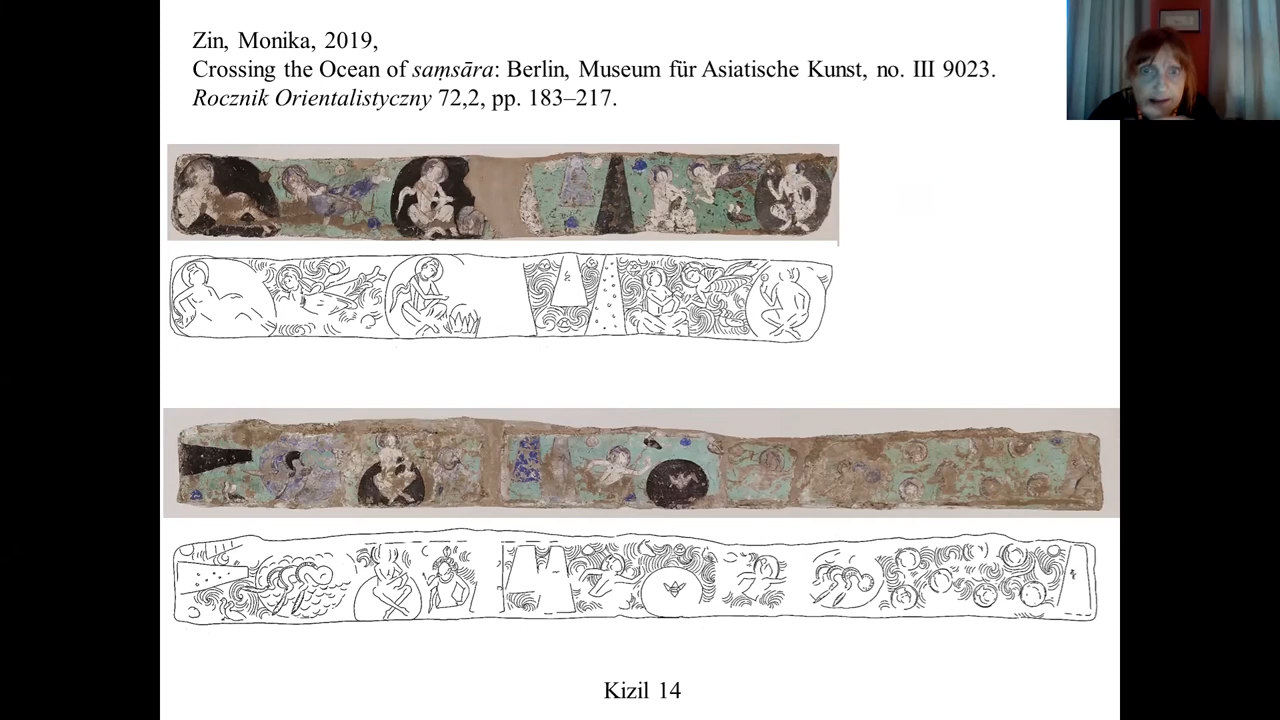 Zin, Monika, 2019,
Crossing the Ocean of saṃsāra: Berlin, Museum für Asiatische Kunst, no. III 9023.
Rocznik Orientalistyczny 72,2, pp. 183–217.
Kizil 14